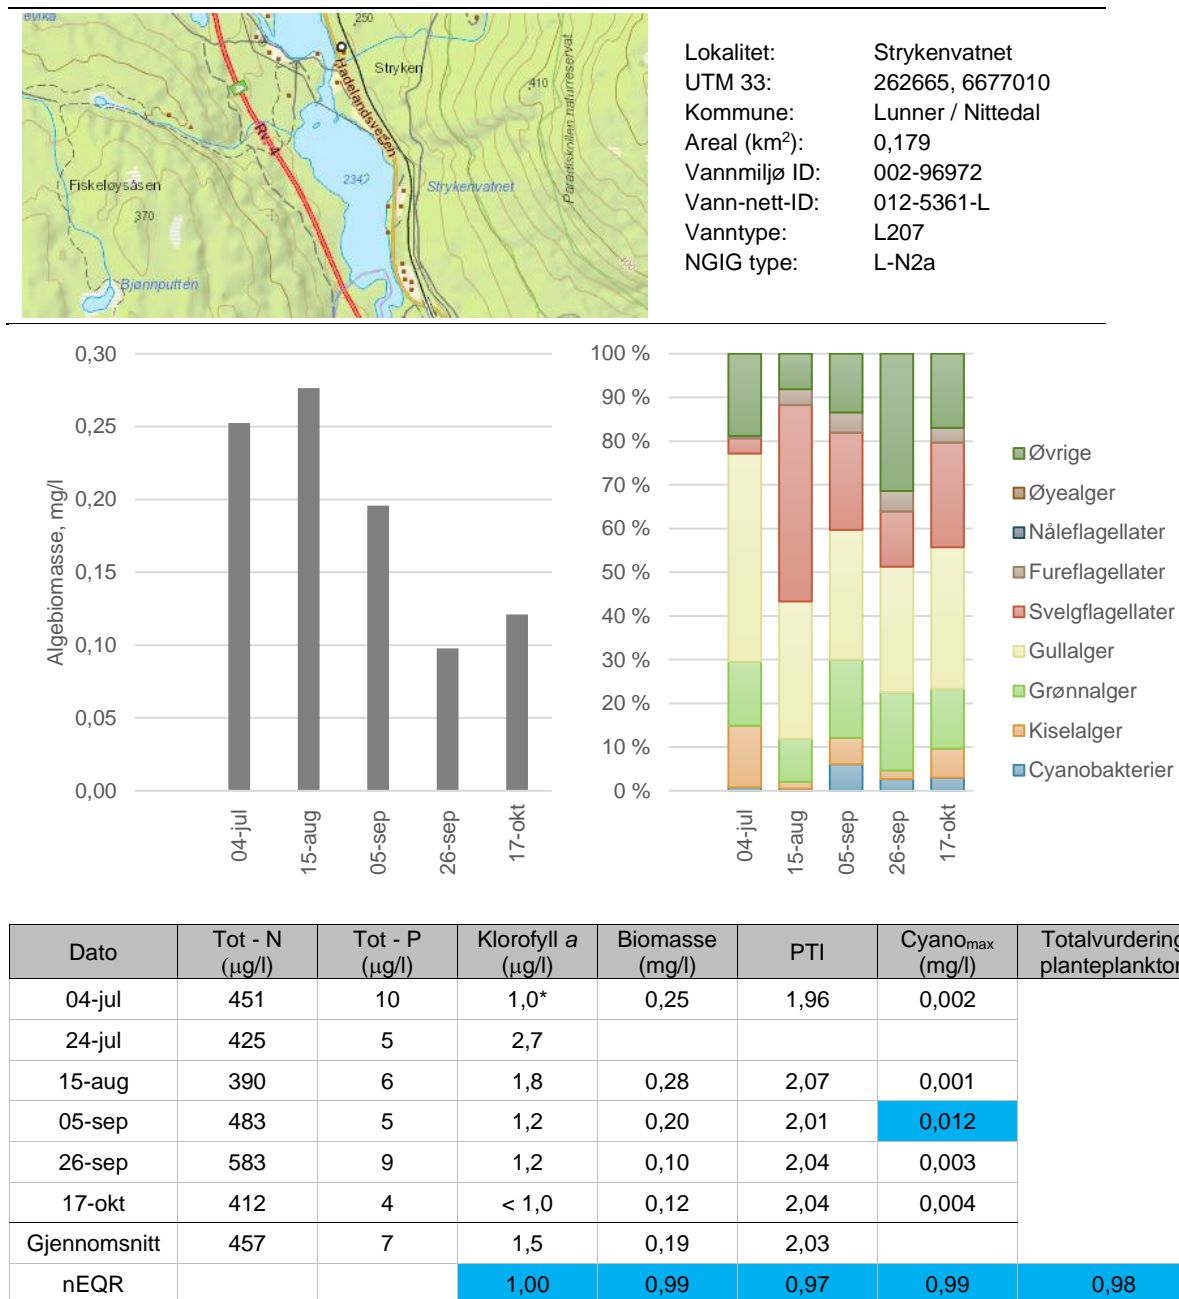 evika
250
Stryken
410
Hadelandsvegen
Rv. 4
Paradiskollen naturreservat
Fiskeløysåsen
370
234
Strykenvatnet
400
Bjønnputten
Lokalitet: Strykenvatnet
UTM 33: 262665, 6677010
Kommune: Lunner / Nittedal
Areal (km²): 0,179
Vannmiljø ID: 002-96972
Vann-nett-ID: 012-5361-L
Vanntype: L207
NGIG type: L-N2a
Algebiomasse, mg/l
0,30
0,25
0,20
0,15
0,10
0,05
0,00
04-jul 15-aug 05-sep 26-sep 17-okt
100 %
90 %
80 %
70 %
60 %
50 %
40 %
30 %
20 %
10 %
0 %
04-jul 15-aug 05-sep 26-sep 17-okt
Øvrige
Øyealger
Nåleflagellater
Fureflagellater
Svelgflagellater
Gullalger
Grønnalger
Kiselalger
Cyanobakterier
Dato Tot - N (µg/l) Tot - P (µg/l) Klorofyll a (µg/l) Biomasse (mg/l) PTI Cyanomax (mg/l) Totalvurdering planteplankton
04-jul 451 10 1,0* 0,25 1,96 0,002
24-jul 425 5 2,7
15-aug 390 6 1,8 0,28 2,07 0,001
05-sep 483 5 1,2 0,20 2,01 0,012
26-sep 583 9 1,2 0,10 2,04 0,003
17-okt 412 4 < 1,0 0,12 2,04 0,004
Gjennomsnitt 457 7 1,5 0,19 2,03
nEQR 1,00 0,99 0,97 0,99 0,98